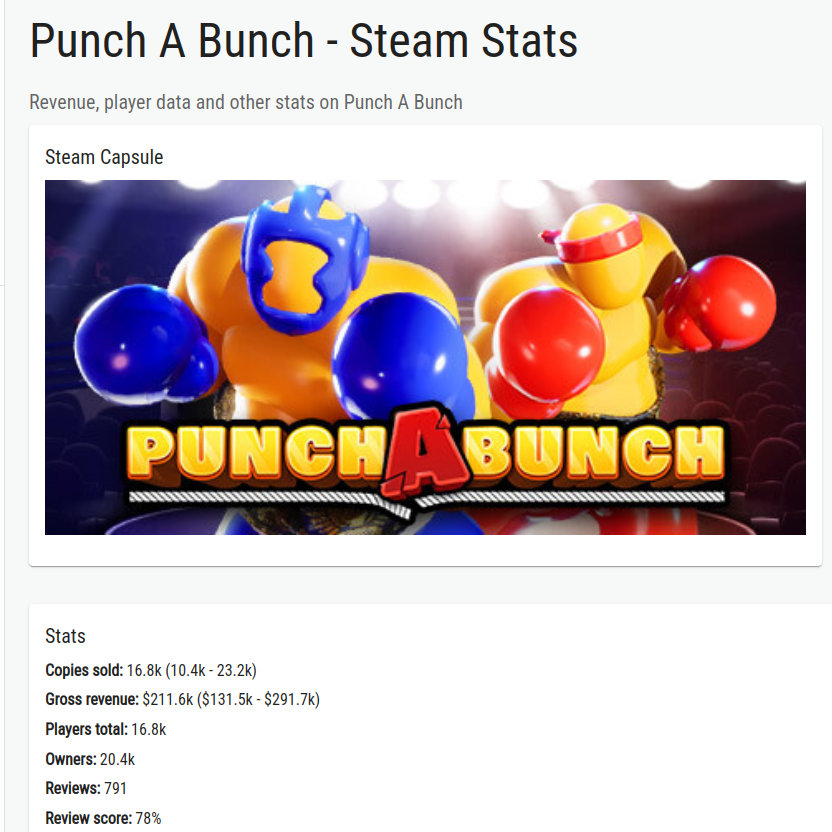 Punch A Bunch - Steam Stats
Revenue, player data and other stats on Punch A Bunch
Steam Capsule
PUNCH A BUNCH
Stats
Copies sold: 16.8k (10.4k - 23.2k)
Gross revenue: $211.6k ($131.5k - $291.7k)
Players total: 16.8k
Owners: 20.4k
Reviews: 791
Review score: 78%